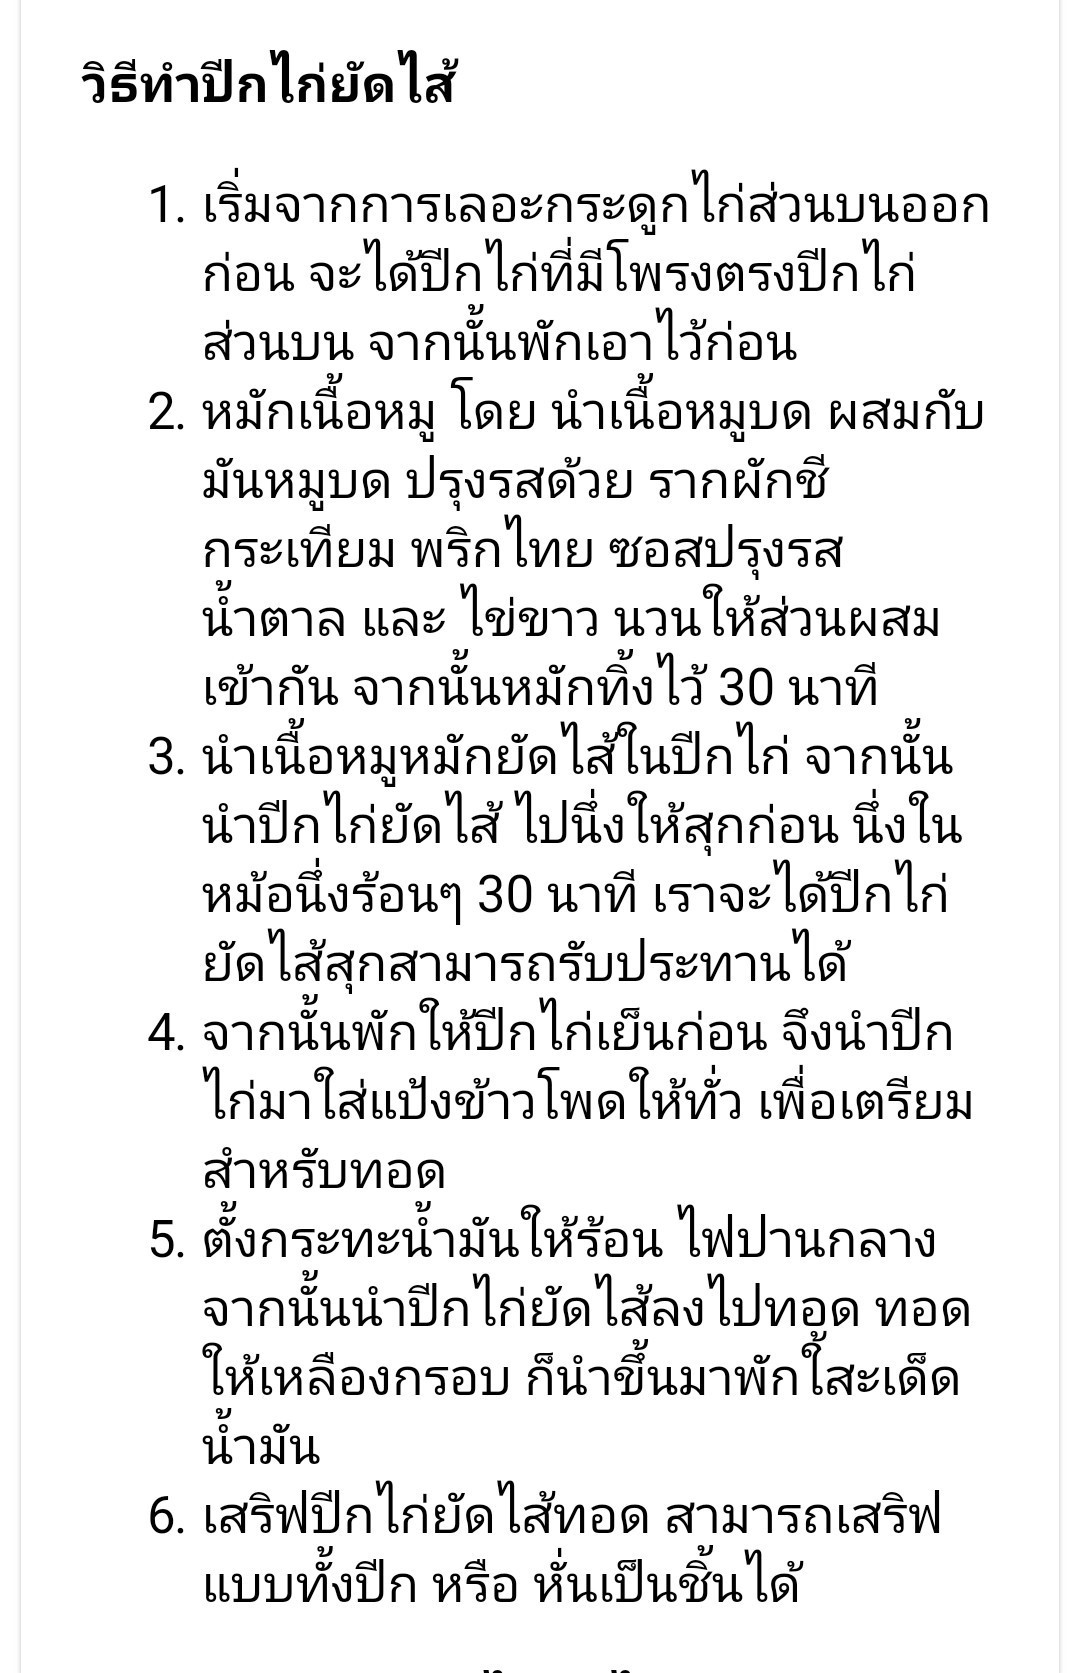 วิธีทำปีกไก่ยัดไส้
1. เริ่มจากการเลอะกระดูกไก่ส่วนบนออก
ก่อน จะได้ปีกไก่ที่มีโพรงตรงปีกไก่
ส่วนบน จากนั้นพักเอาไว้ก่อน
2. หมักเนื้อหมู โดย นำเนื้อหมูบด ผสมกับ
มันหมูบด ปรุงรสด้วย รากผักชี
กระเทียม พริกไทย ซอสปรุงรส
น้ำตาล และ ไข่ขาว นวนให้ส่วนผสม
เข้ากัน จากนั้นหมักทิ้งไว้ 30 นาที
3. นำเนื้อหมูหมักยัดไส้ในปีกไก่ จากนั้น
นำปีกไก่ยัดไส้ ไปนึ่งให้สุกก่อน นึ่งใน
หม้อนึ่งร้อนๆ 30 นาที เราจะได้ปีกไก่
ยัดไส้สุกสามารถรับประทานได้
4. จากนั้นพักให้ปีกไก่เย็นก่อน จึงนำปีก
ไก่มาใส่แป้งข้าวโพดให้ทั่ว เพื่อเตรียม
สำหรับทอด
5. ตั้งกระทะน้ำมันให้ร้อน ไฟปานกลาง
จากนั้นนำปีกไก่ยัดไส้ลงไปทอด ทอด
ให้เหลืองกรอบ ก็นำขึ้นมาพักใ้สะเด็ด
น้ำมัน
6. เสริฟปีกไก่ยัดไส้ทอด สามารถเสริฟ
แบบทั้งปีก หรือ หั่นเป็นชิ้นได้